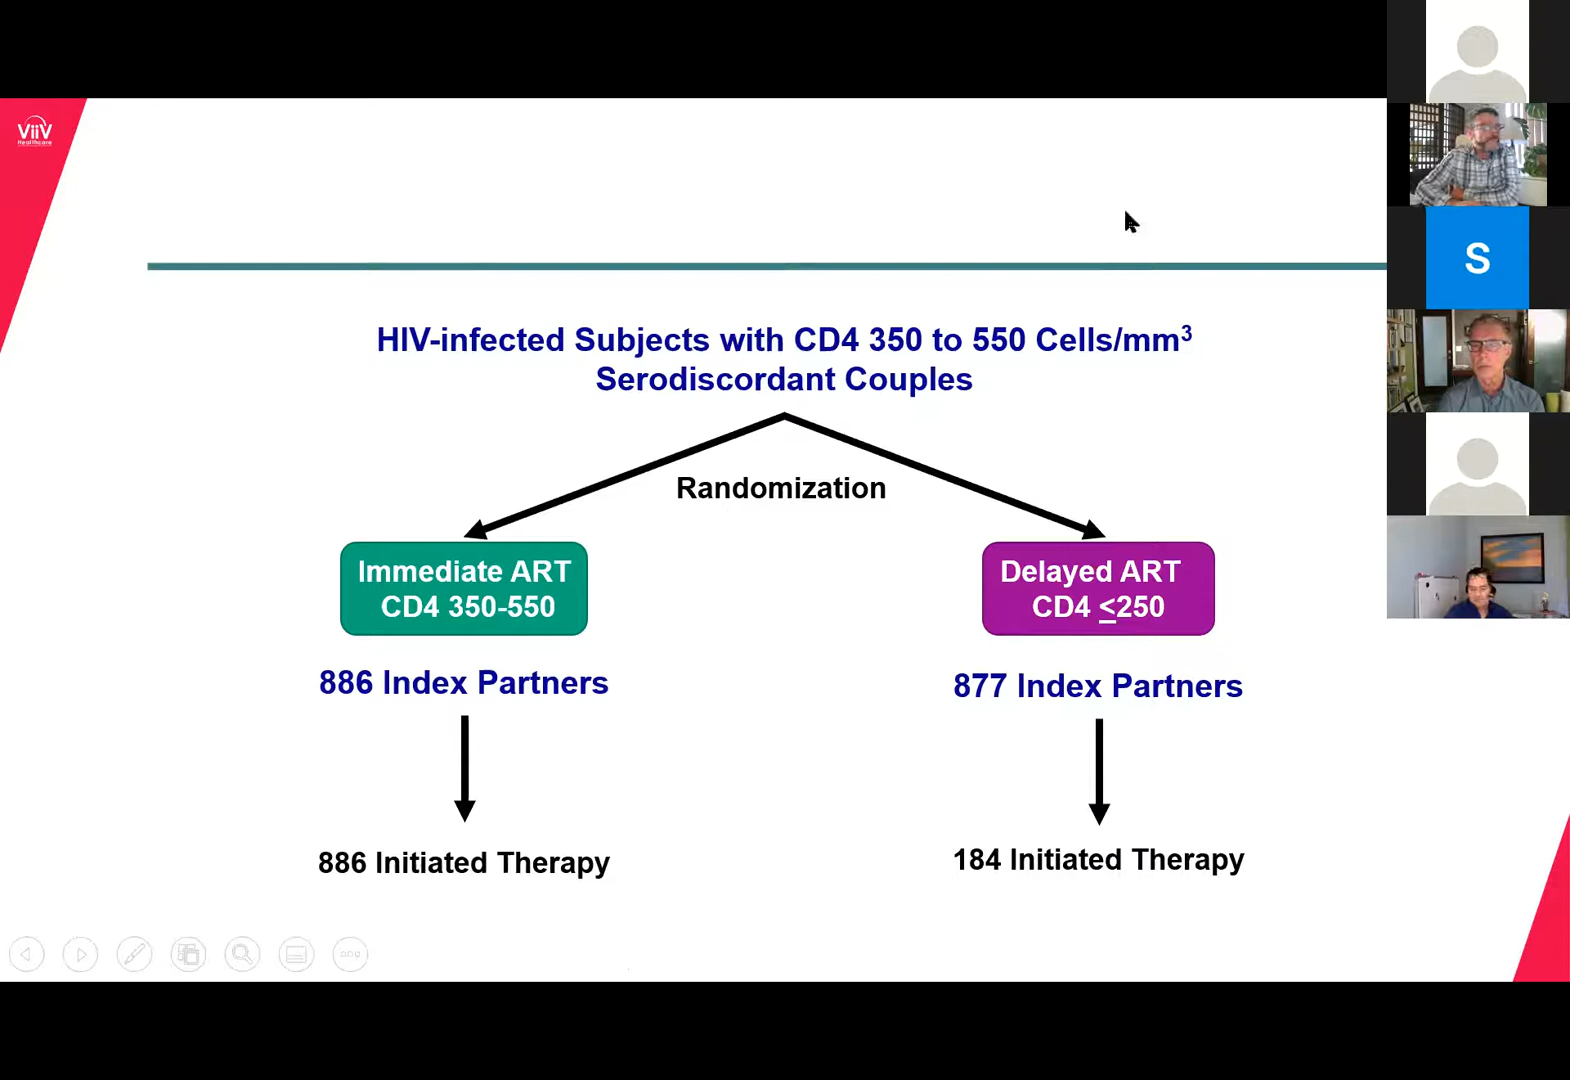 ViiV
Healthcare
HIV-infected Subjects with CD4 350 to 550 Cells/mm³
Serodiscordant Couples
Randomization
Immediate ART
CD4 350-550
Delayed ART
CD4 ≤250
886 Index Partners
877 Index Partners
886 Initiated Therapy
184 Initiated Therapy
S